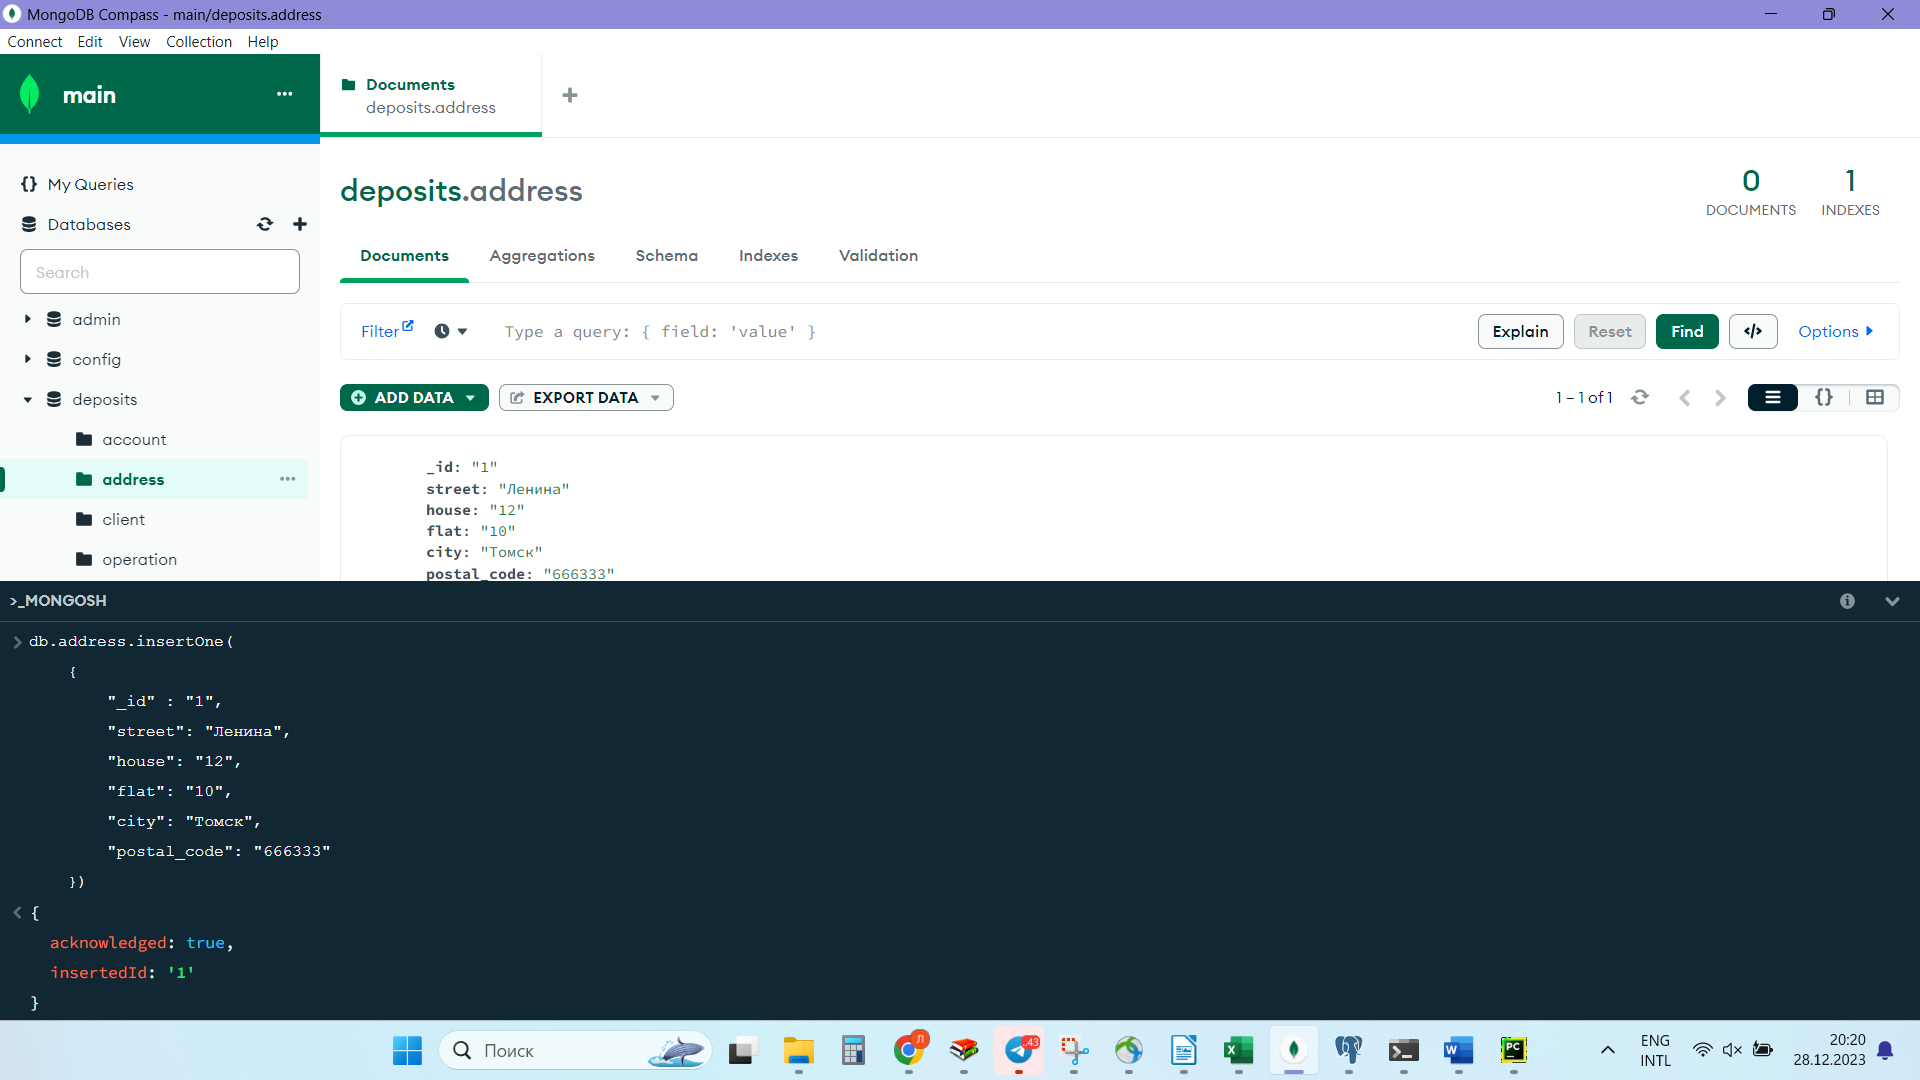 MongoDB Compass - main/deposits.address
Connect Edit View Collection Help
main
Documents
deposits.address
My Queries
Databases
Search
admin
config
deposits
account
address
client
operation
deposits.address
0
DOCUMENTS
1
INDEXES
Documents Aggregations Schema Indexes Validation
Filter
Type a query: { field: 'value' }
Explain Reset Find </> Options
ADD DATA EXPORT DATA
1 – 1 of 1
{}
_id: "1"
street: "Ленина"
house: "12"
flat: "10"
city: "Томск"
postal_code: "666333"
>_MONGOSH
> db.address.insertOne(
{
"_id" : "1",
"street": "Ленина",
"house": "12",
"flat": "10",
"city": "Томск",
"postal_code": "666333"
})
< {
acknowledged: true,
insertedId: '1'
}
Поиск
Л
..43
PC
ENG
INTL
20:20
28.12.2023